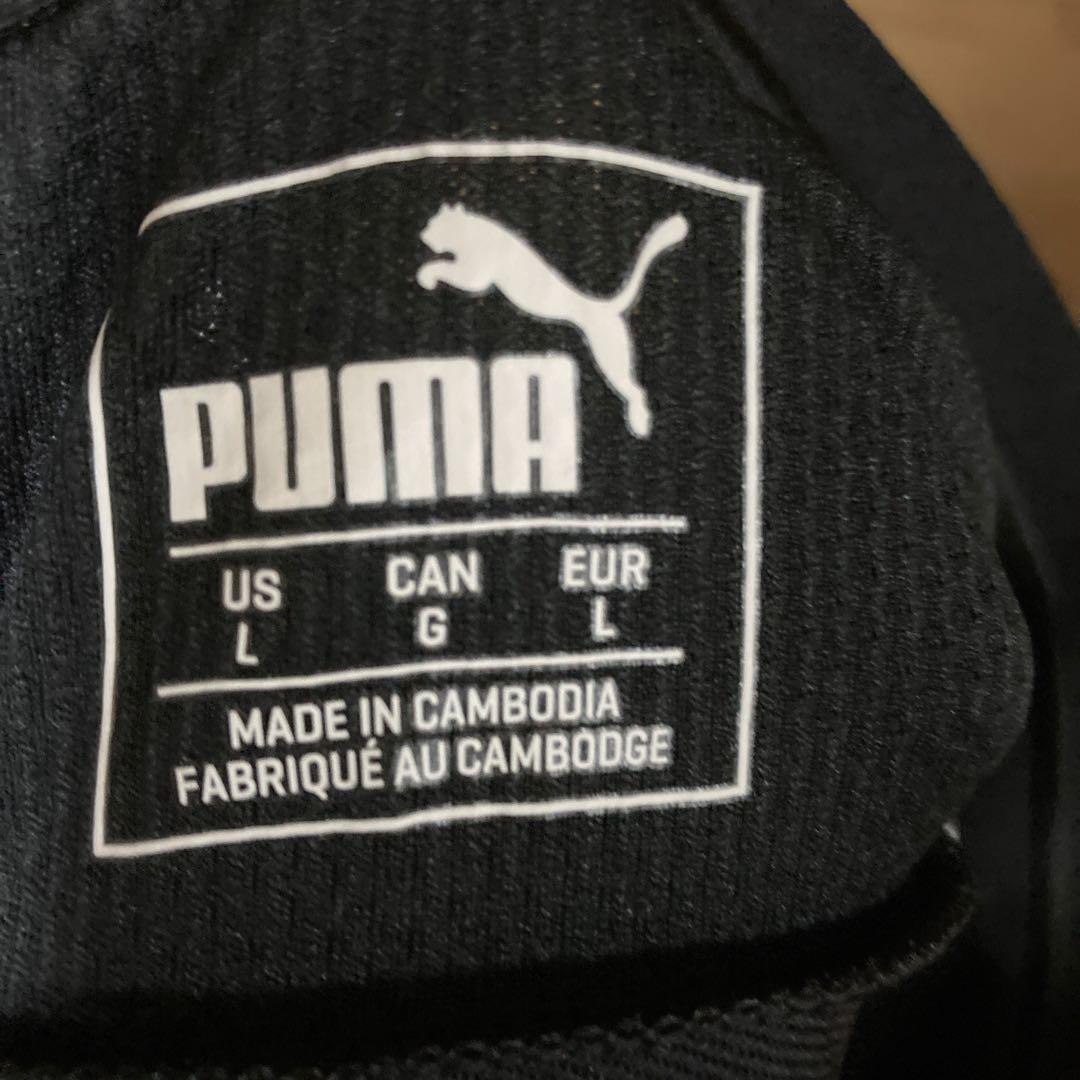 PUMA
US CAN EUR
L G L
MADE IN CAMBODIA
FABRIQUÉ AU CAMBODGE